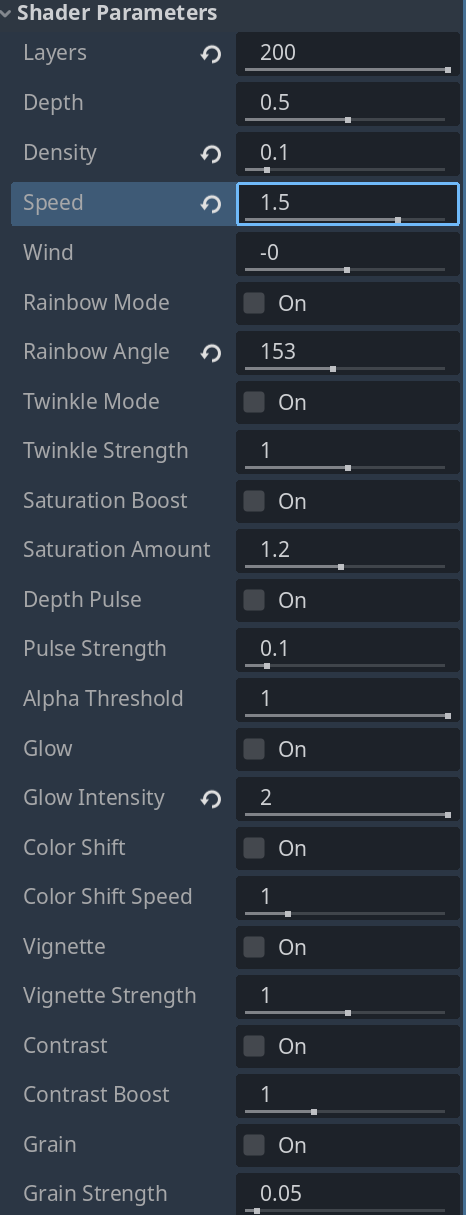 Shader Parameters
Layers 200
Depth 0.5
Density 0.1
Speed 1.5
Wind -0
Rainbow Mode On
Rainbow Angle 153
Twinkle Mode On
Twinkle Strength 1
Saturation Boost On
Saturation Amount 1.2
Depth Pulse On
Pulse Strength 0.1
Alpha Threshold 1
Glow On
Glow Intensity 2
Color Shift On
Color Shift Speed 1
Vignette On
Vignette Strength 1
Contrast On
Contrast Boost 1
Grain On
Grain Strength 0.05